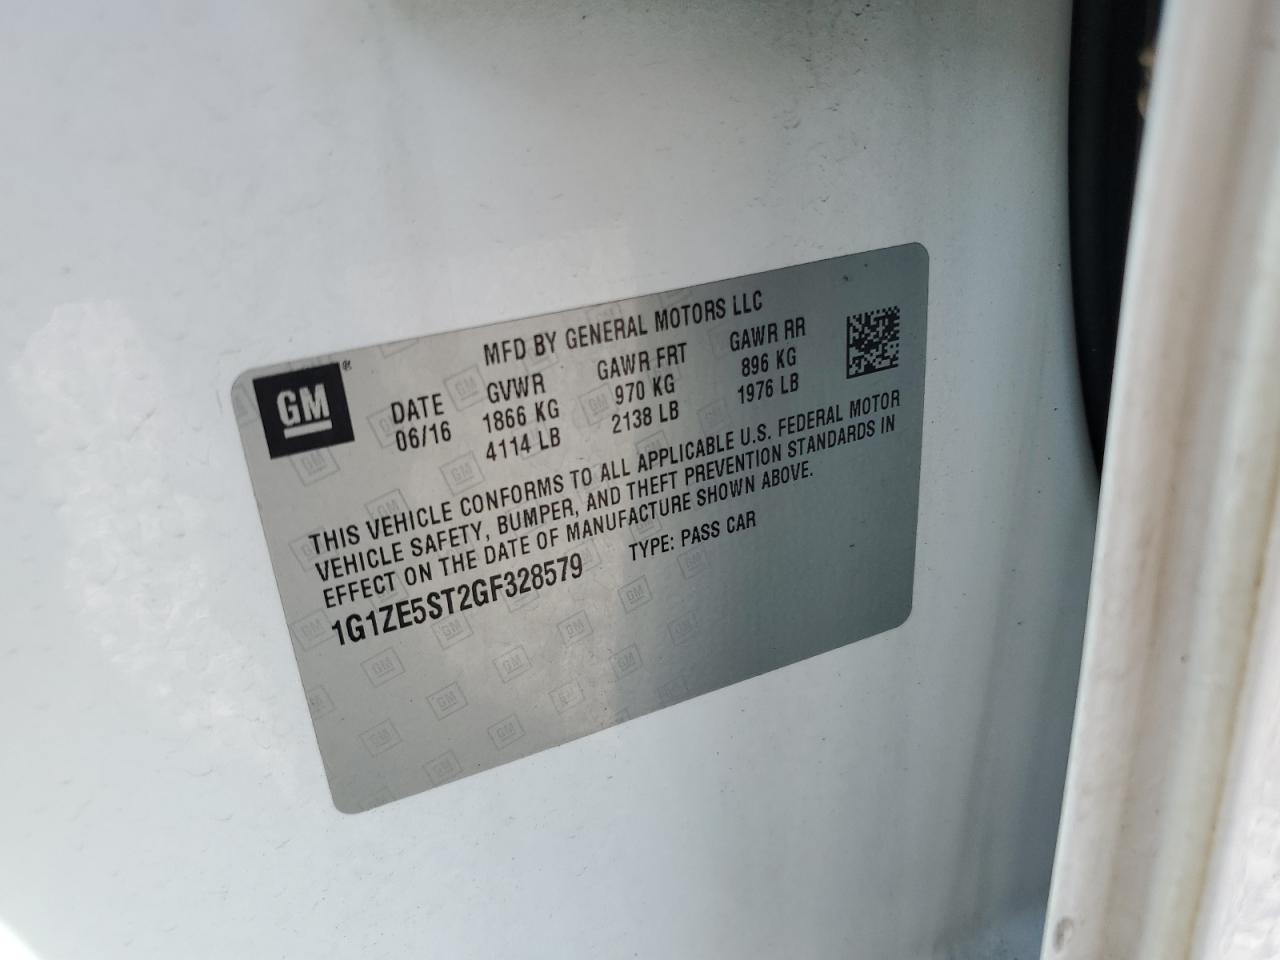 MFD BY GENERAL MOTORS LLC
GM®
DATE GVWR GAWR FRT GAWR RR
06/16 1866 KG 970 KG 896 KG
4114 LB 2138 LB 1976 LB
THIS VEHICLE CONFORMS TO ALL APPLICABLE U.S. FEDERAL MOTOR
VEHICLE SAFETY, BUMPER, AND THEFT PREVENTION STANDARDS IN
EFFECT ON THE DATE OF MANUFACTURE SHOWN ABOVE.
1G1ZE5ST2GF328579 TYPE: PASS CAR